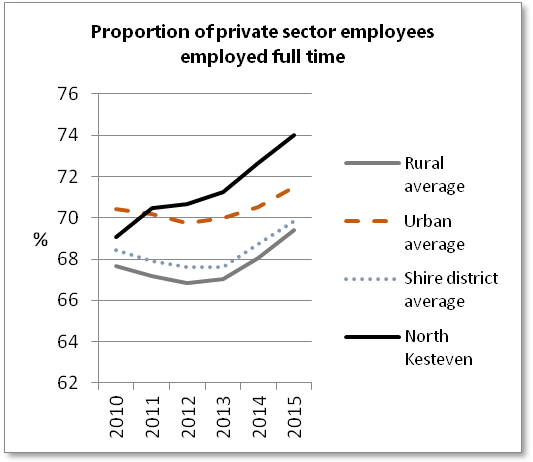 Proportion of private sector employees
employed full time
76
74
72
70
68
66
64
62
%
2010
2011
2012
2013
2014
2015
Rural
average
Urban
average
Shire district
average
North
Kesteven